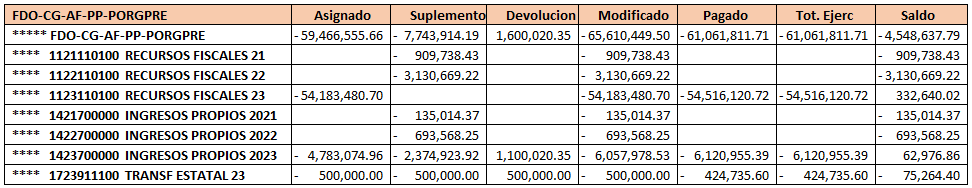 FDO-CG-AF-PP-PORGPRE Asignado Suplemento Devolucion Modificado Pagado Tot. Ejerc Saldo
***** FDO-CG-AF-PP-PORGPRE -59,466,555.66 - 7,743,914.19 1,600,020.35 -65,610,449.50 -61,061,811.71 -61,061,811.71 -4,548,637.79
**** 1121110100 RECURSOS FISCALES 21 - 909,738.43 - 909,738.43 - 909,738.43
**** 1122110100 RECURSOS FISCALES 22 - 3,130,669.22 - 3,130,669.22 -3,130,669.22
**** 1123110100 RECURSOS FISCALES 23 -54,183,480.70 -54,183,480.70 -54,516,120.72 -54,516,120.72 332,640.02
**** 1421700000 INGRESOS PROPIOS 2021 - 135,014.37 - 135,014.37 - 135,014.37
**** 1422700000 INGRESOS PROPIOS 2022 - 693,568.25 - 693,568.25 - 693,568.25
**** 1423700000 INGRESOS PROPIOS 2023 - 4,783,074.96 - 2,374,923.92 1,100,020.35 - 6,057,978.53 - 6,120,955.39 - 6,120,955.39 62,976.86
**** 1723911100 TRANSF ESTATAL 23 - 500,000.00 - 500,000.00 500,000.00 - 500,000.00 - 424,735.60 - 424,735.60 - 75,264.40